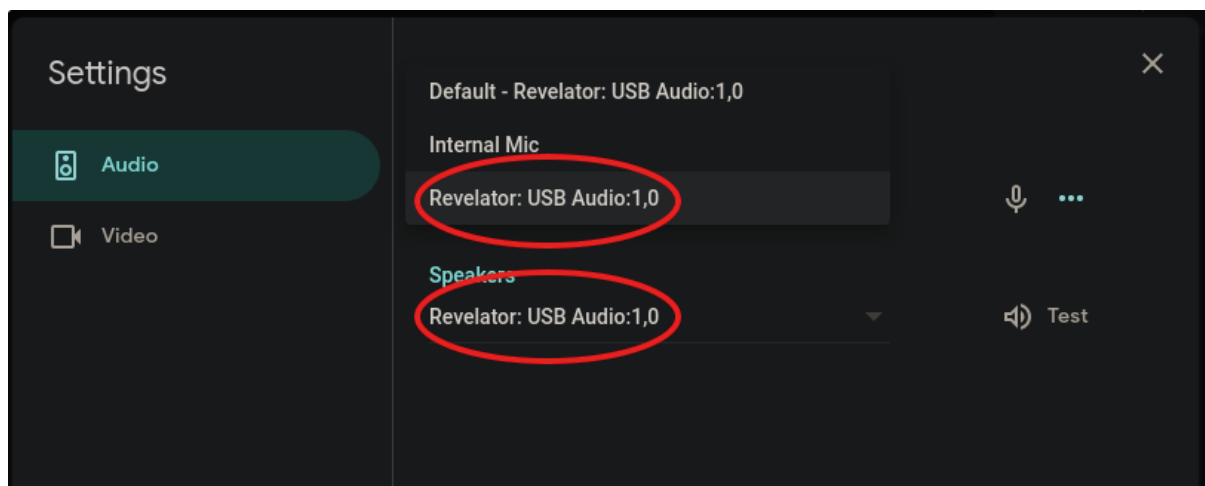 Settings
Audio
Video
Default - Revelator: USB Audio:1,0
Internal Mic
Revelator: USB Audio:1,0
Speakers
Revelator: USB Audio:1,0
Test